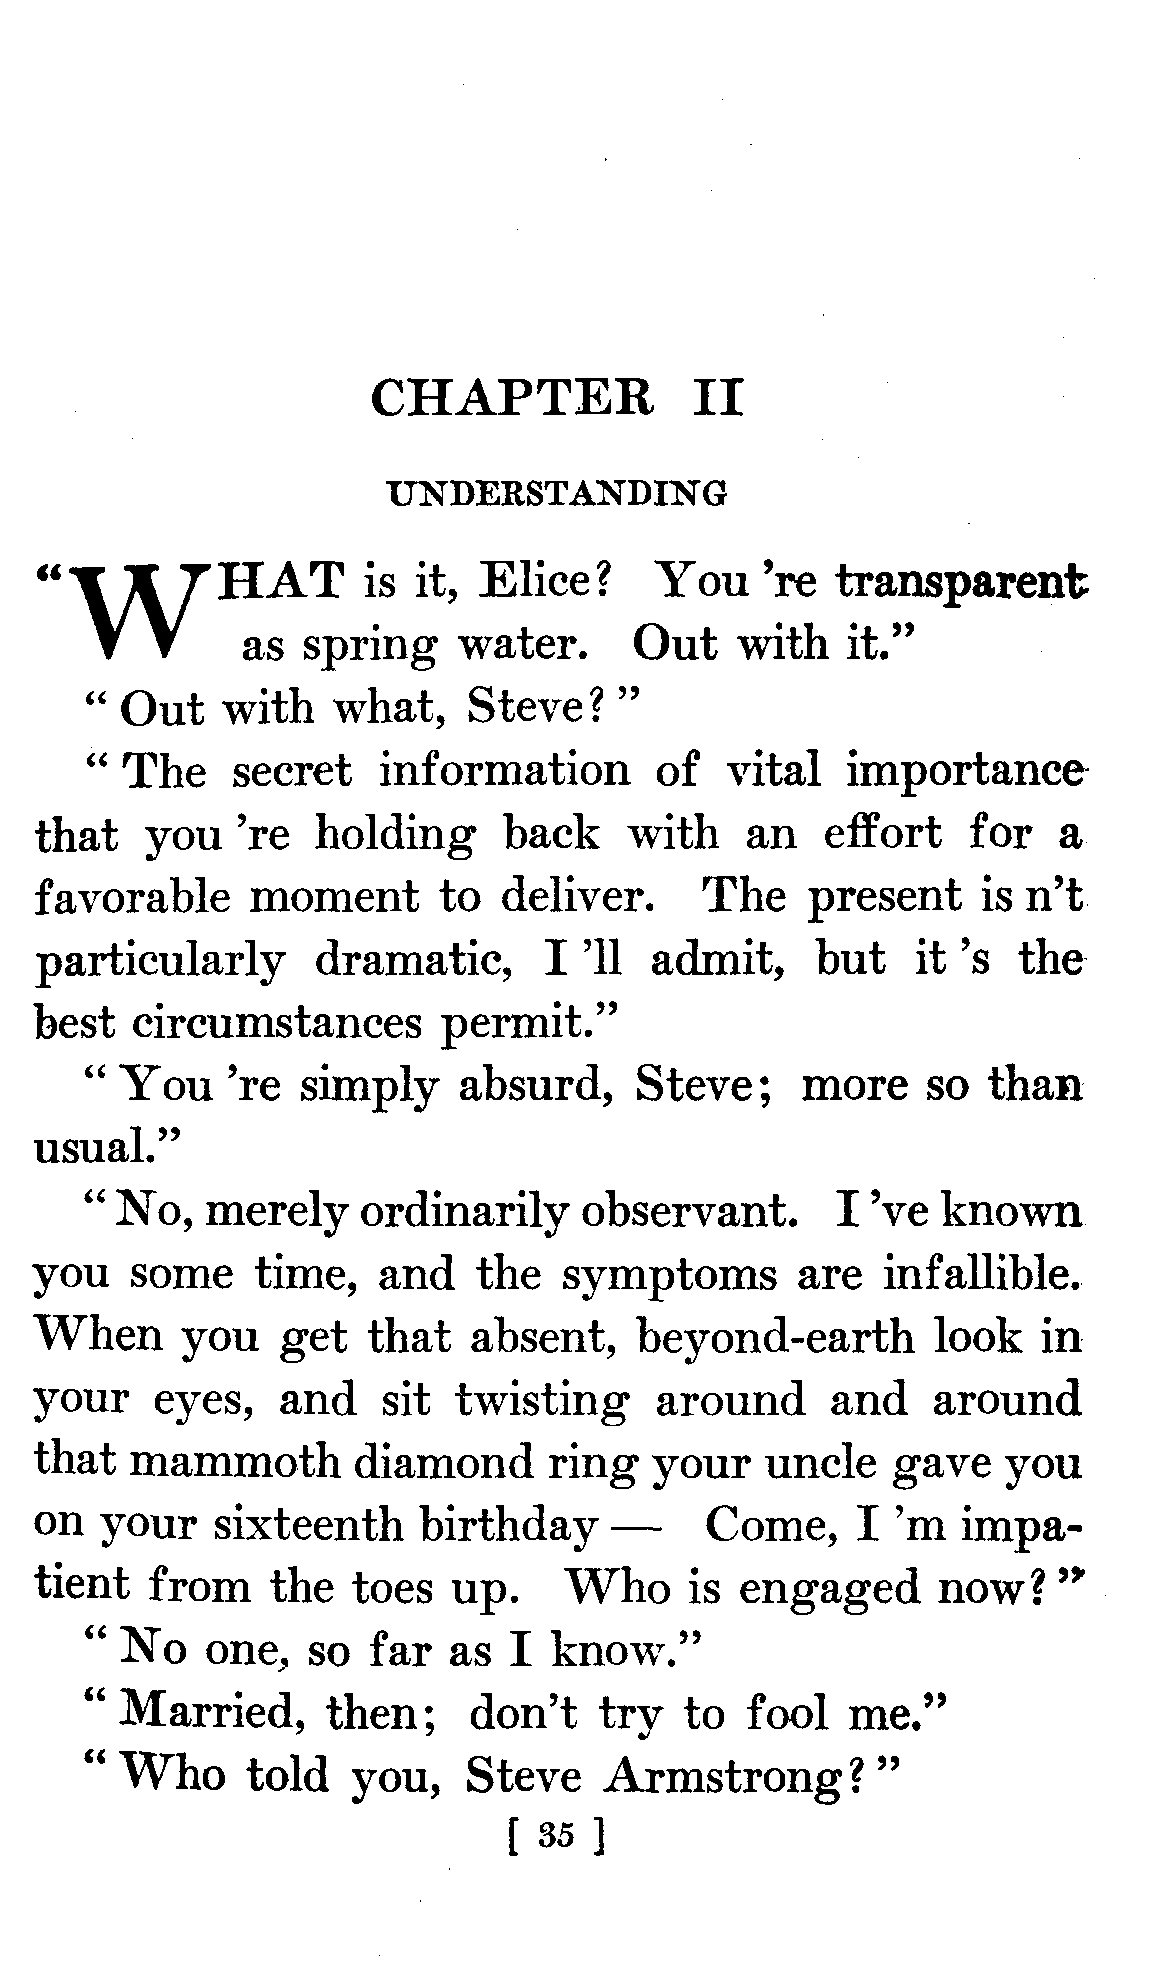 CHAPTER II
UNDERSTANDING
“WHAT is it, Elice? You ’re transparent
as spring water. Out with it.”
“ Out with what, Steve? ”
“ The secret information of vital importance
that you ’re holding back with an effort for a
favorable moment to deliver. The present is n’t
particularly dramatic, I ’ll admit, but it ’s the
best circumstances permit.”
“ You ’re simply absurd, Steve; more so than
usual.”
“ No, merely ordinarily observant. I ’ve known
you some time, and the symptoms are infallible.
When you get that absent, beyond-earth look in
your eyes, and sit twisting around and around
that mammoth diamond ring your uncle gave you
on your sixteenth birthday — Come, I ’m impa-
tient from the toes up. Who is engaged now? ”
“ No one, so far as I know.”
“ Married, then; don’t try to fool me.”
“ Who told you, Steve Armstrong? ”
[ 35 ]